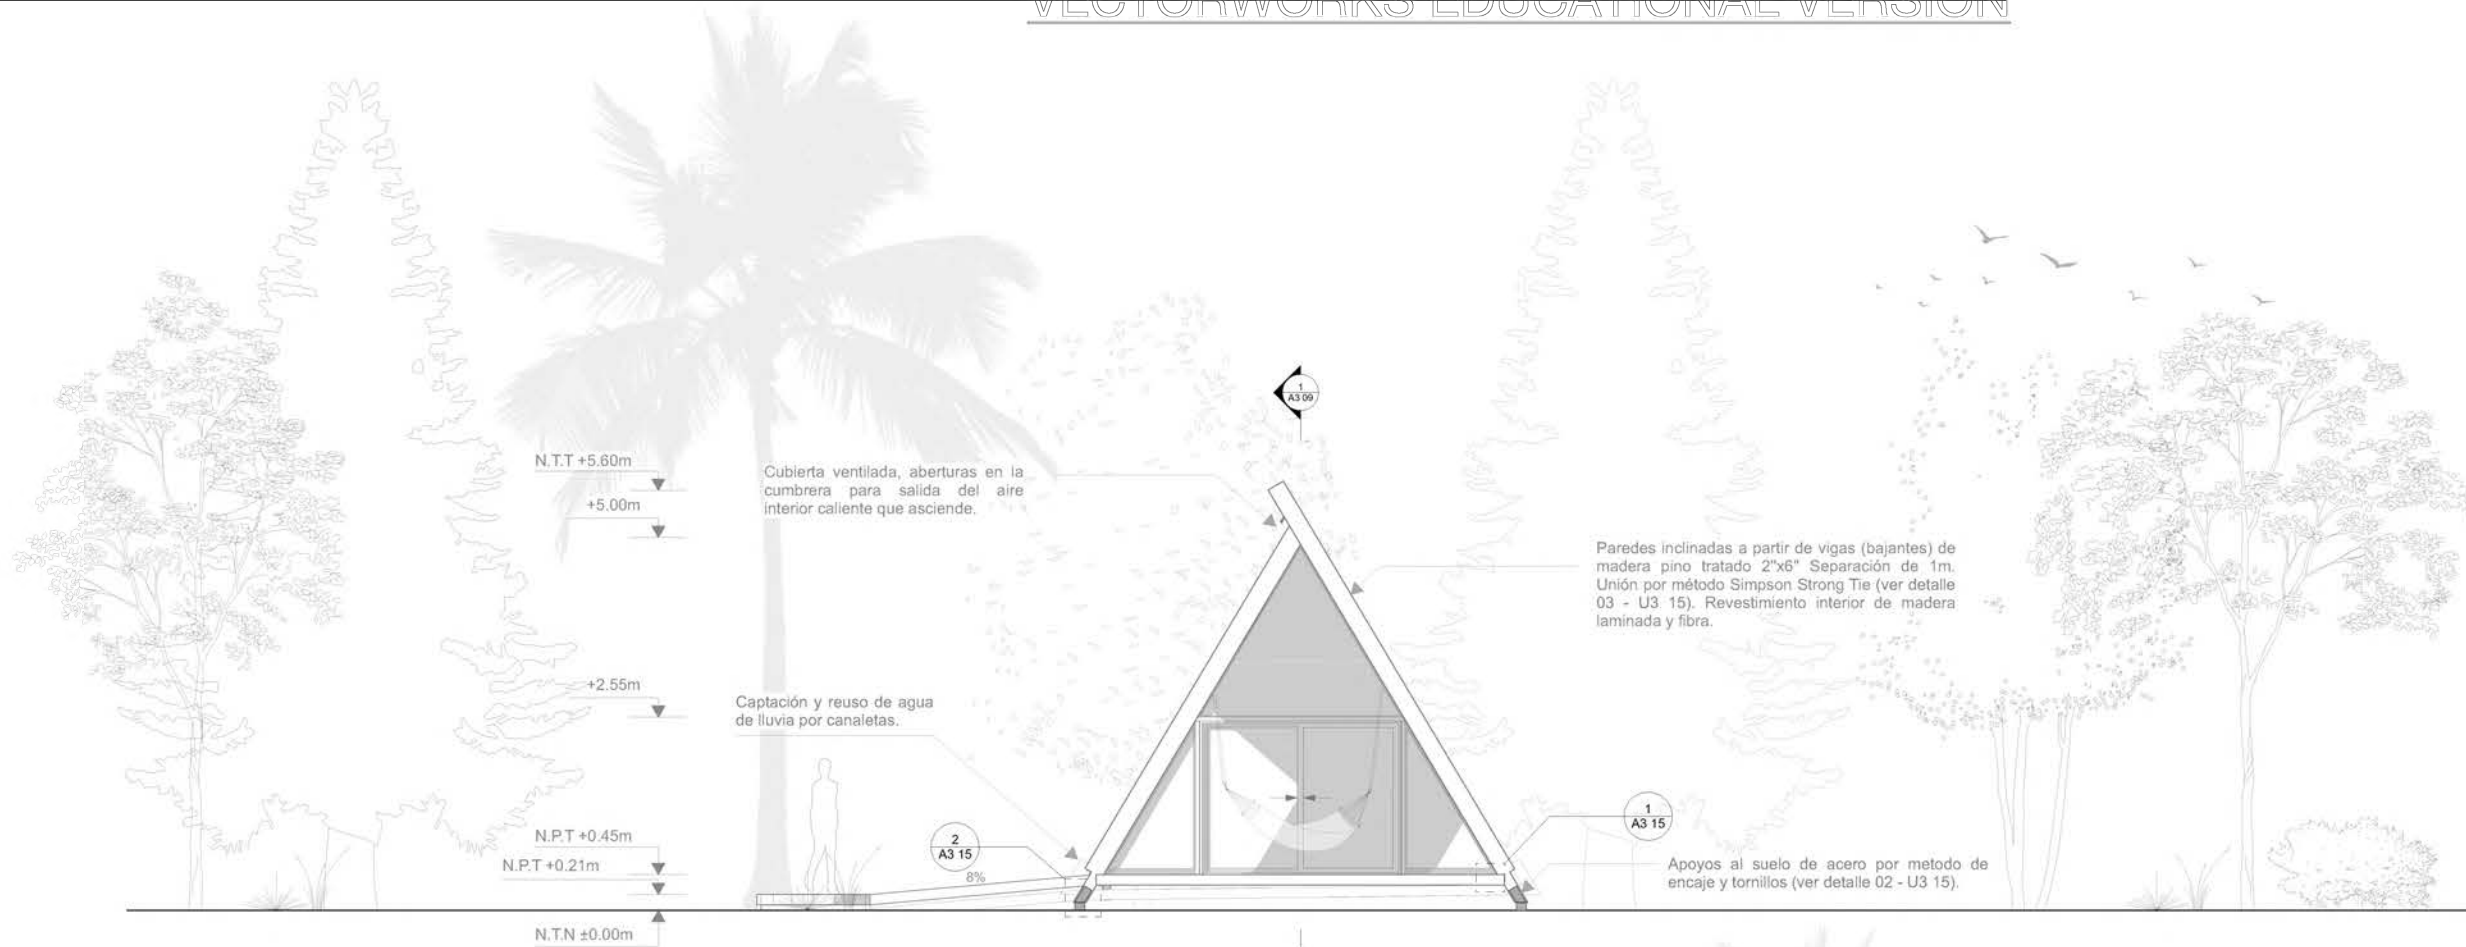 VECTORWORKS EDUCATIONAL VERSION
1
A3 09
N.T.T +5.60m
+5.00m
Cubierta ventilada, aberturas en la
cumbrera para salida del aire
interior caliente que asciende.
Paredes inclinadas a partir de vigas (bajantes) de
madera pino tratado 2"x6" Separación de 1m.
Unión por método Simpson Strong Tie (ver detalle
03 - U3 15). Revestimiento interior de madera
laminada y fibra.
+2.55m
Captación y reuso de agua
de lluvia por canaletas.
1
A3 15
2
A3 15
N.P.T +0.45m
N.P.T +0.21m
8%
Apoyos al suelo de acero por metodo de
encaje y tornillos (ver detalle 02 - U3 15).
N.T.N ±0.00m